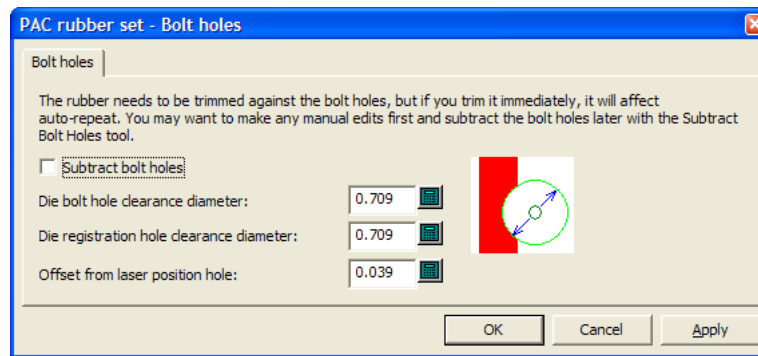 PAC rubber set - Bolt holes
Bolt holes
The rubber needs to be trimmed against the bolt holes, but if you trim it immediately, it will affect
auto-repeat. You may want to make any manual edits first and subtract the bolt holes later with the Subtract
Bolt Holes tool.
Subtract bolt holes
Die bolt hole clearance diameter: 0.709
Die registration hole clearance diameter: 0.709
Offset from laser position hole: 0.039
OK Cancel Apply